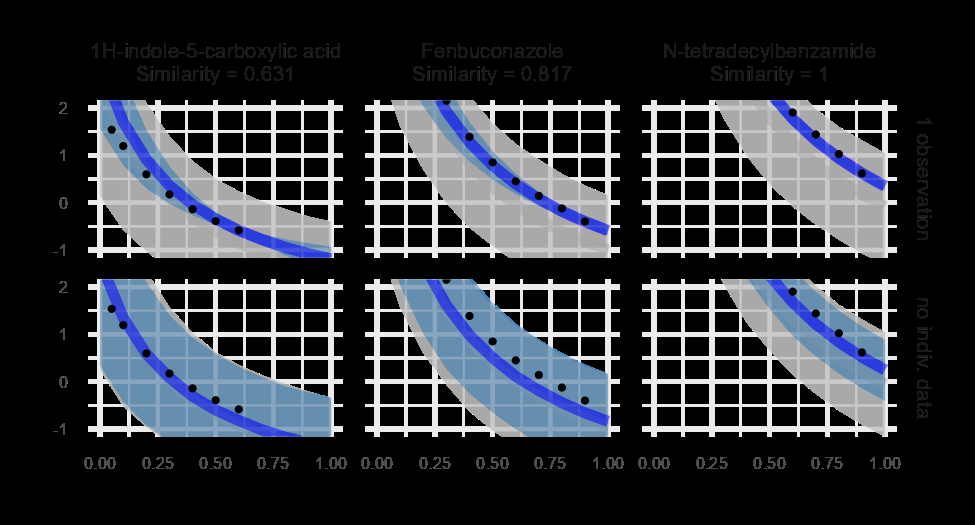 1H-indole-5-carboxylic acid
Similarity = 0.631
Fenbuconazole
Similarity = 0.817
N-tetradecylbenzamide
Similarity = 1
2
1
0
-1
1 observation
2
1
0
-1
no indiv. data
0.00 0.25 0.50 0.75 1.00 0.00 0.25 0.50 0.75 1.00 0.00 0.25 0.50 0.75 1.00